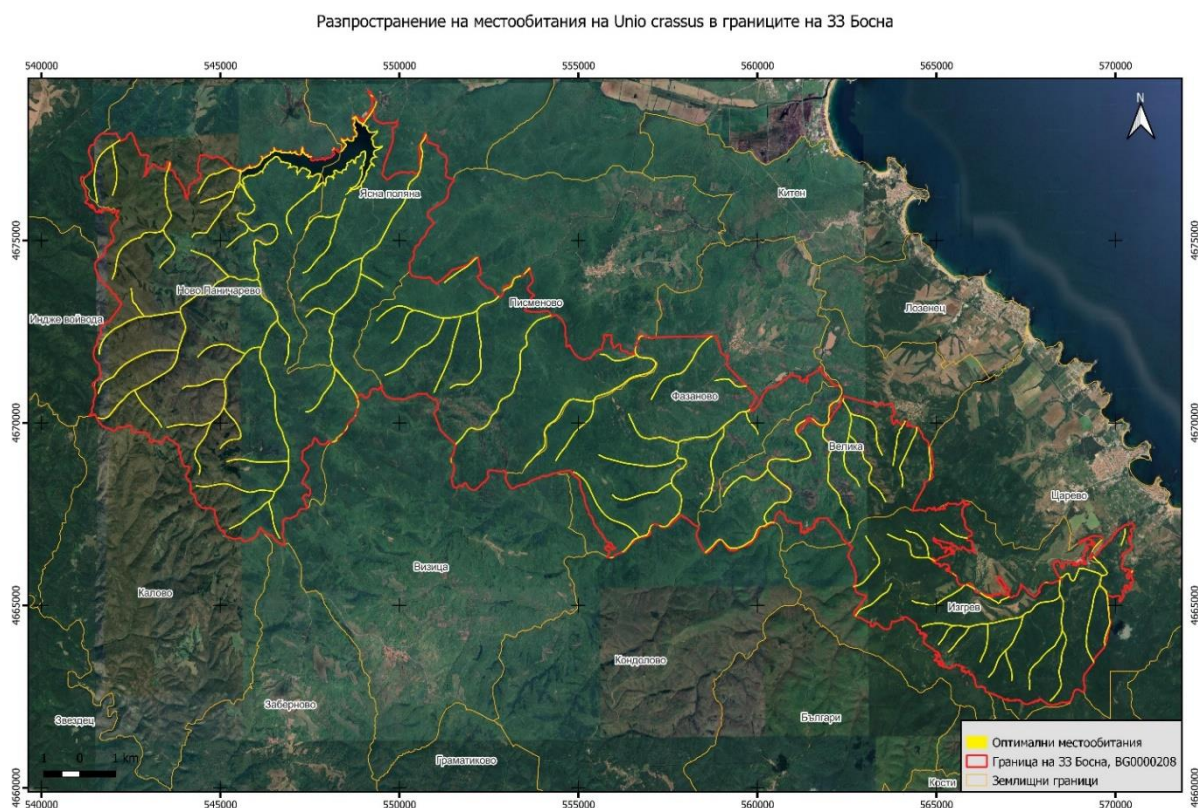 Разпространение на местообитания на Unio crassus в границите на ЗЗ Босна
540000
545000
550000
555000
560000
565000
570000
N
Китен
Ясна поляна
4675000
4675000
Ново Паничарево
Писменово
Лозенец
Индже войвода
Фазаново
4670000
4670000
Велика
Царево
Визица
Калово
4665000
4665000
Изгрев
Кондолово
Заберново
Звездец
Българи
Граматиково
Кости
1 0 1 km
Оптимални местообитания
Граница на ЗЗ Босна, BG0000208
Землищни граници
4660000
4660000
540000
545000
550000
555000
560000
565000
570000